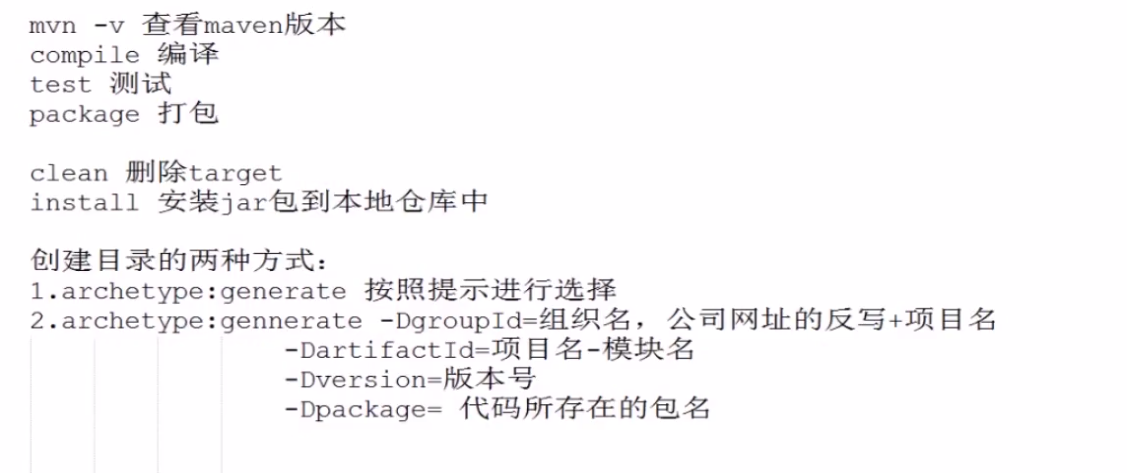 mvn -v 查看maven版本
compile 编译
test 测试
package 打包
clean 删除target
install 安装jar包到本地仓库中
创建目录的两种方式：
1.archetype:generate 按照提示进行选择
2.archetype:gennerate -DgroupId=组织名，公司网址的反写+项目名
-DartifactId=项目名-模块名
-Dversion=版本号
-Dpackage= 代码所存在的包名